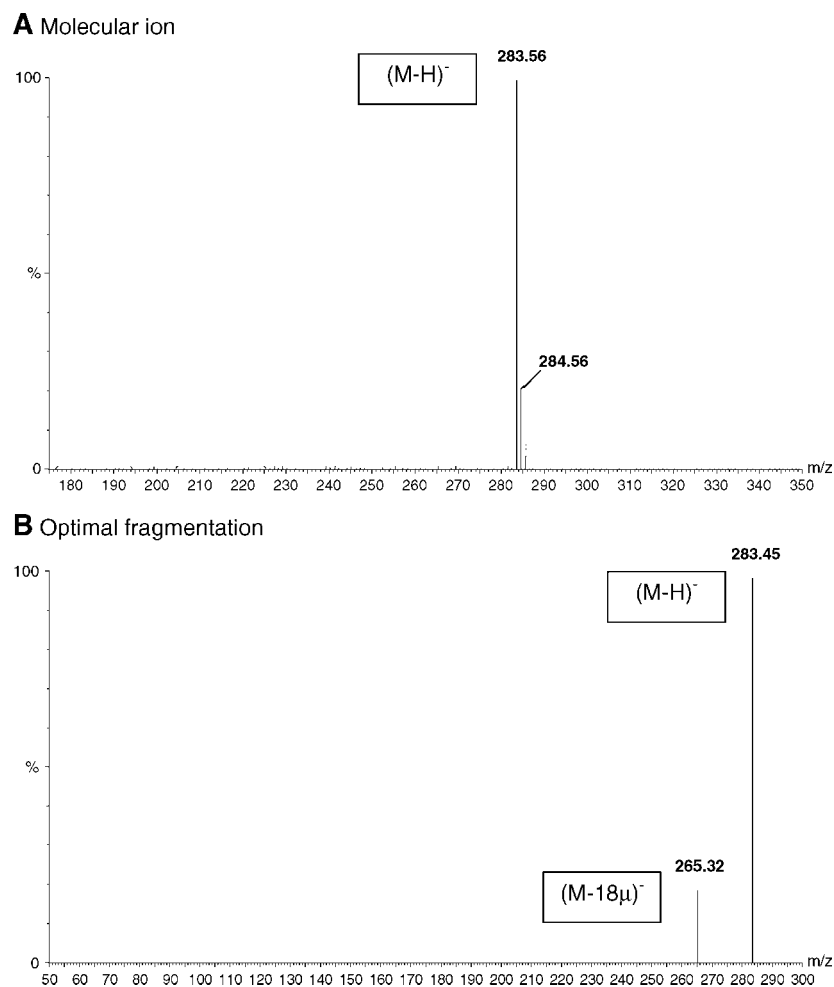 A Molecular ion
283.56
(M-H)-
100
%
284.56
0
m/z
180 190 200 210 220 230 240 250 260 270 280 290 300 310 320 330 340 350
B Optimal fragmentation
283.45
100
(M-H)-
%
265.32
(M-18µ)-
0
m/z
50 60 70 80 90 100 110 120 130 140 150 160 170 180 190 200 210 220 230 240 250 260 270 280 290 300